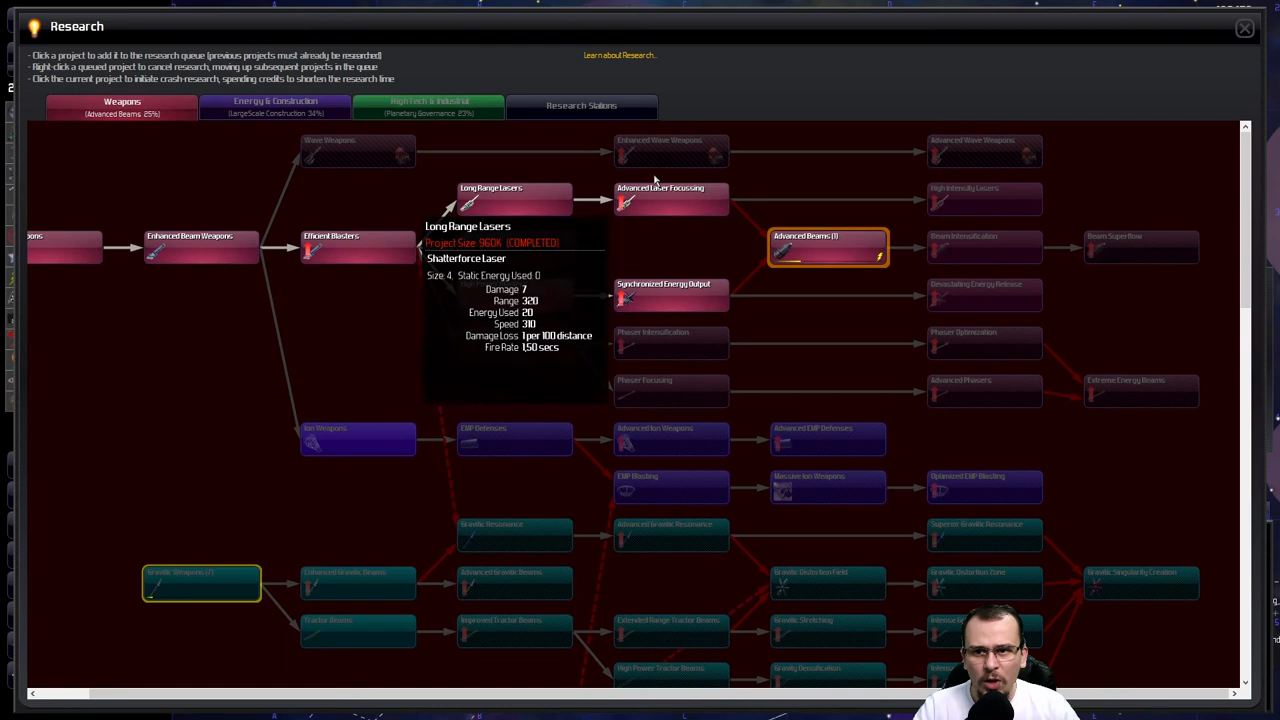 Research
- Click a project to add it to the research queue (previous projects must already be researched)
- Right-click a queued project to cancel research, moving up subsequent projects in the queue
- Click the current project to initiate crash-research, spending credits to shorten the research time
Learn about Research...
Weapons
(Advanced Beams 25%)
Energy & Construction
(LargeScale Construction 34%)
HighTech & Industrial
(Planetary Governance 23%)
Research Stations
Wave Weapons
Enhanced Wave Weapons
Advanced Wave Weapons
Long Range Lasers
Advanced Laser Focussing
High Intensity Lasers
Enhanced Beam Weapons
Efficient Blasters
Advanced Beams (1)
Beam Intensification
Beam Superflow
Long Range Lasers
Project Size: 960K (COMPLETED)
Shatterforce Laser
Size: 4, Static Energy Used: 0
Damage 7
Range 320
Energy Used 20
Speed 310
Damage Loss 1 per 100 distance
Fire Rate 1,50 secs
Synchronized Energy Output
Devastating Energy Release
Phaser Intensification
Phaser Optimization
Phaser Focusing
Advanced Phasers
Extreme Energy Beams
Ion Weapons
EMP Defenses
Advanced Ion Weapons
Advanced EMP Defenses
EMP Blasting
Massive Ion Weapons
Optimized EMP Blasting
Gravitic Resonance
Advanced Gravitic Resonance
Superior Gravitic Resonance
Gravitic Weapons (2)
Enhanced Gravitic Beams
Advanced Gravitic Beams
Gravitic Distortion Field
Gravitic Distortion Zone
Gravitic Singularity Creation
Tractor Beams
Improved Tractor Beams
Extended Range Tractor Beams
Gravitic Stretching
High Power Tractor Beams
Gravity Densification